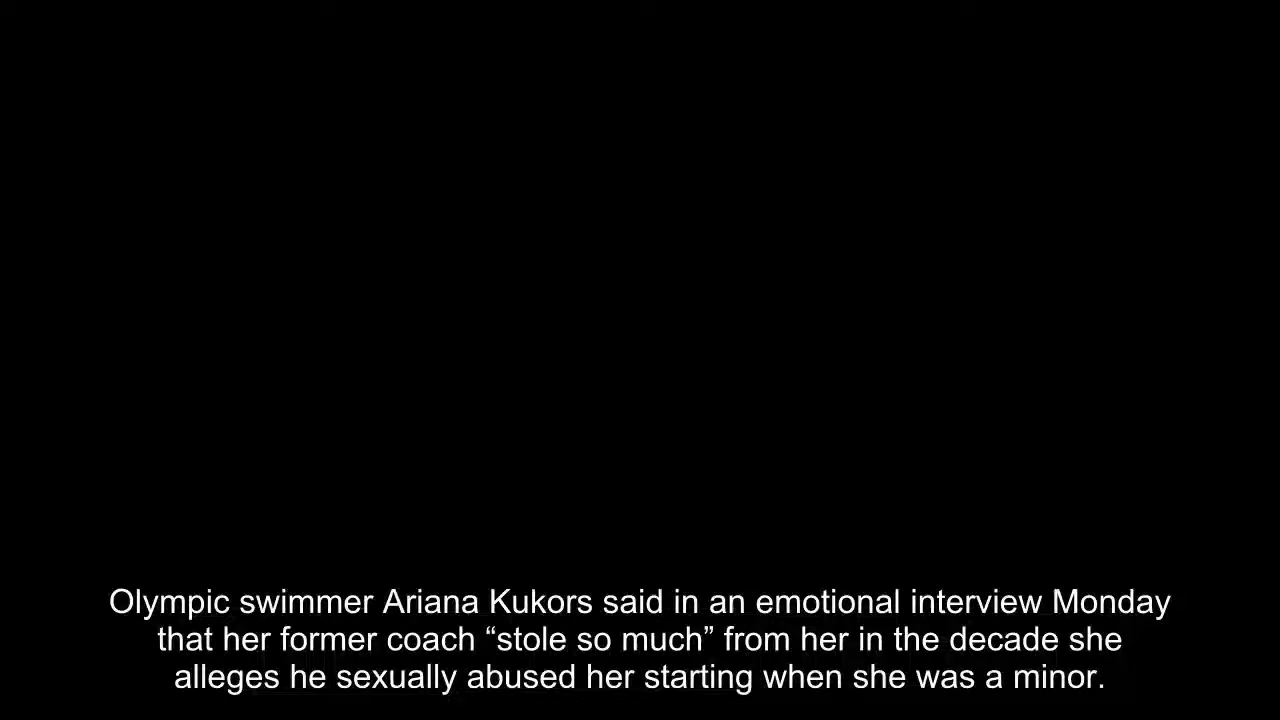 Olympic swimmer Ariana Kukors said in an emotional interview Monday
that her former coach “stole so much” from her in the decade she
alleges he sexually abused her starting when she was a minor.